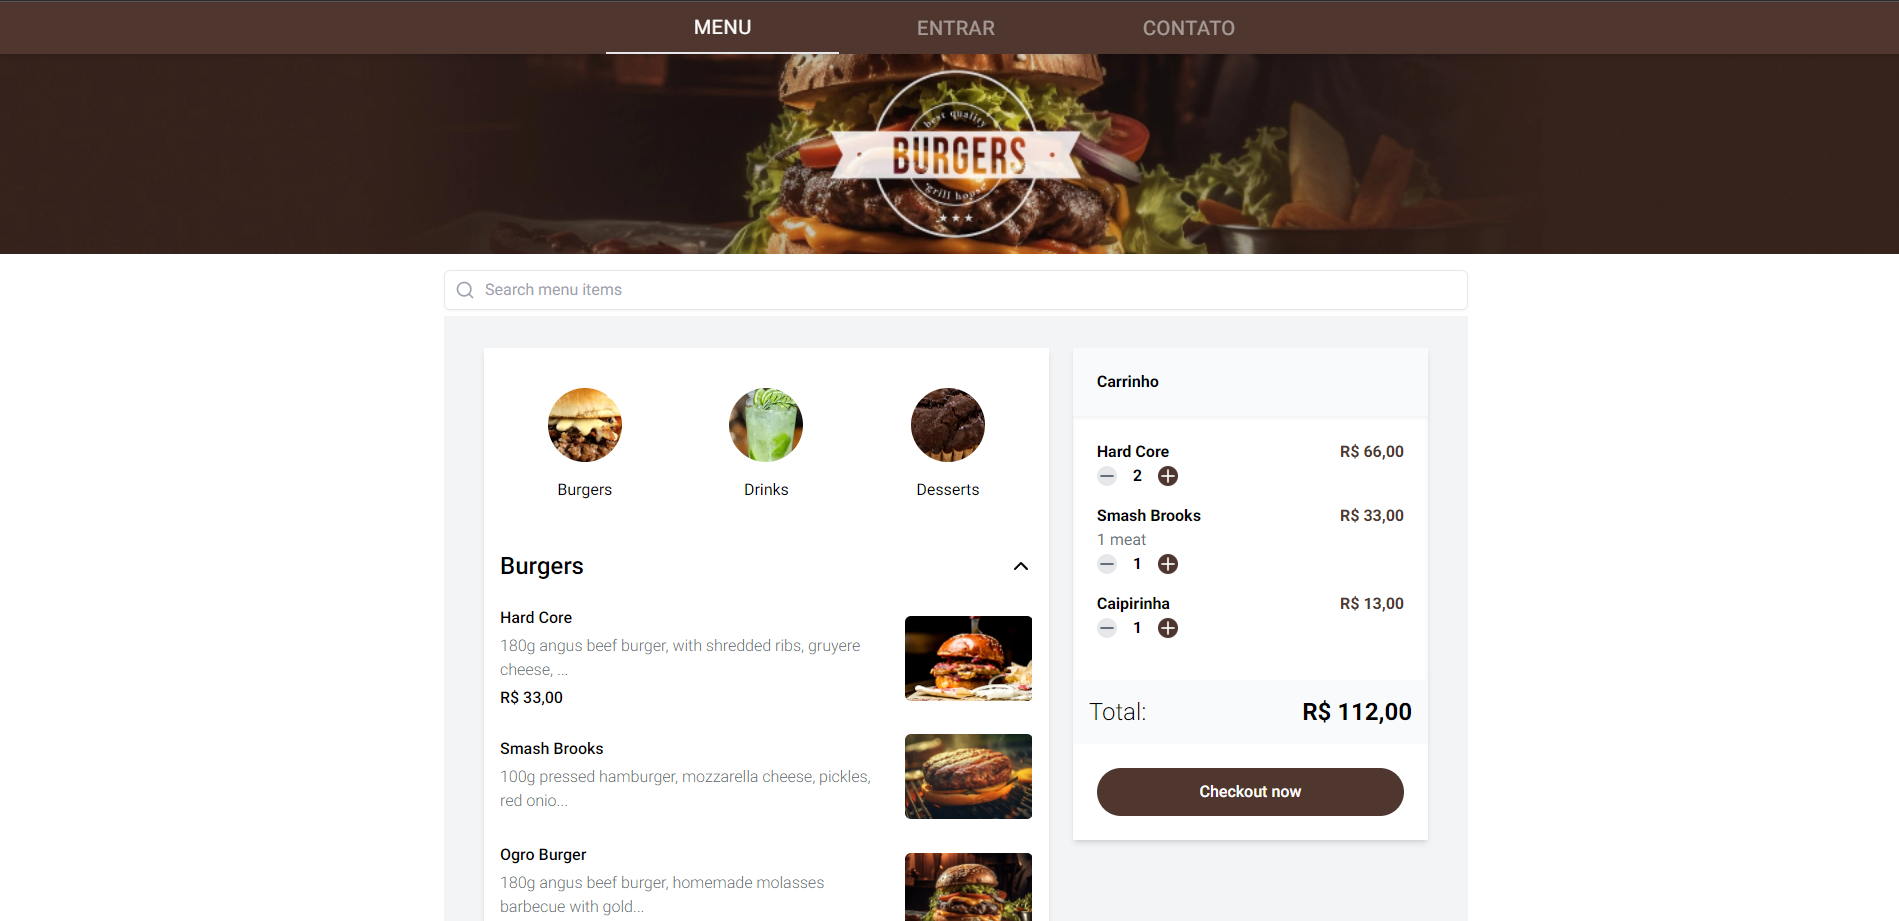 MENU
ENTRAR
CONTATO
best quality
BURGERS
grill house
Search menu items
Burgers
Drinks
Desserts
Burgers
Hard Core
180g angus beef burger, with shredded ribs, gruyere
cheese, ...
R$ 33,00
Smash Brooks
100g pressed hamburger, mozzarella cheese, pickles,
red onio...
Ogro Burger
180g angus beef burger, homemade molasses
barbecue with gold...
Carrinho
Hard Core
R$ 66,00
2
Smash Brooks
R$ 33,00
1 meat
1
Caipirinha
R$ 13,00
1
Total:
R$ 112,00
Checkout now